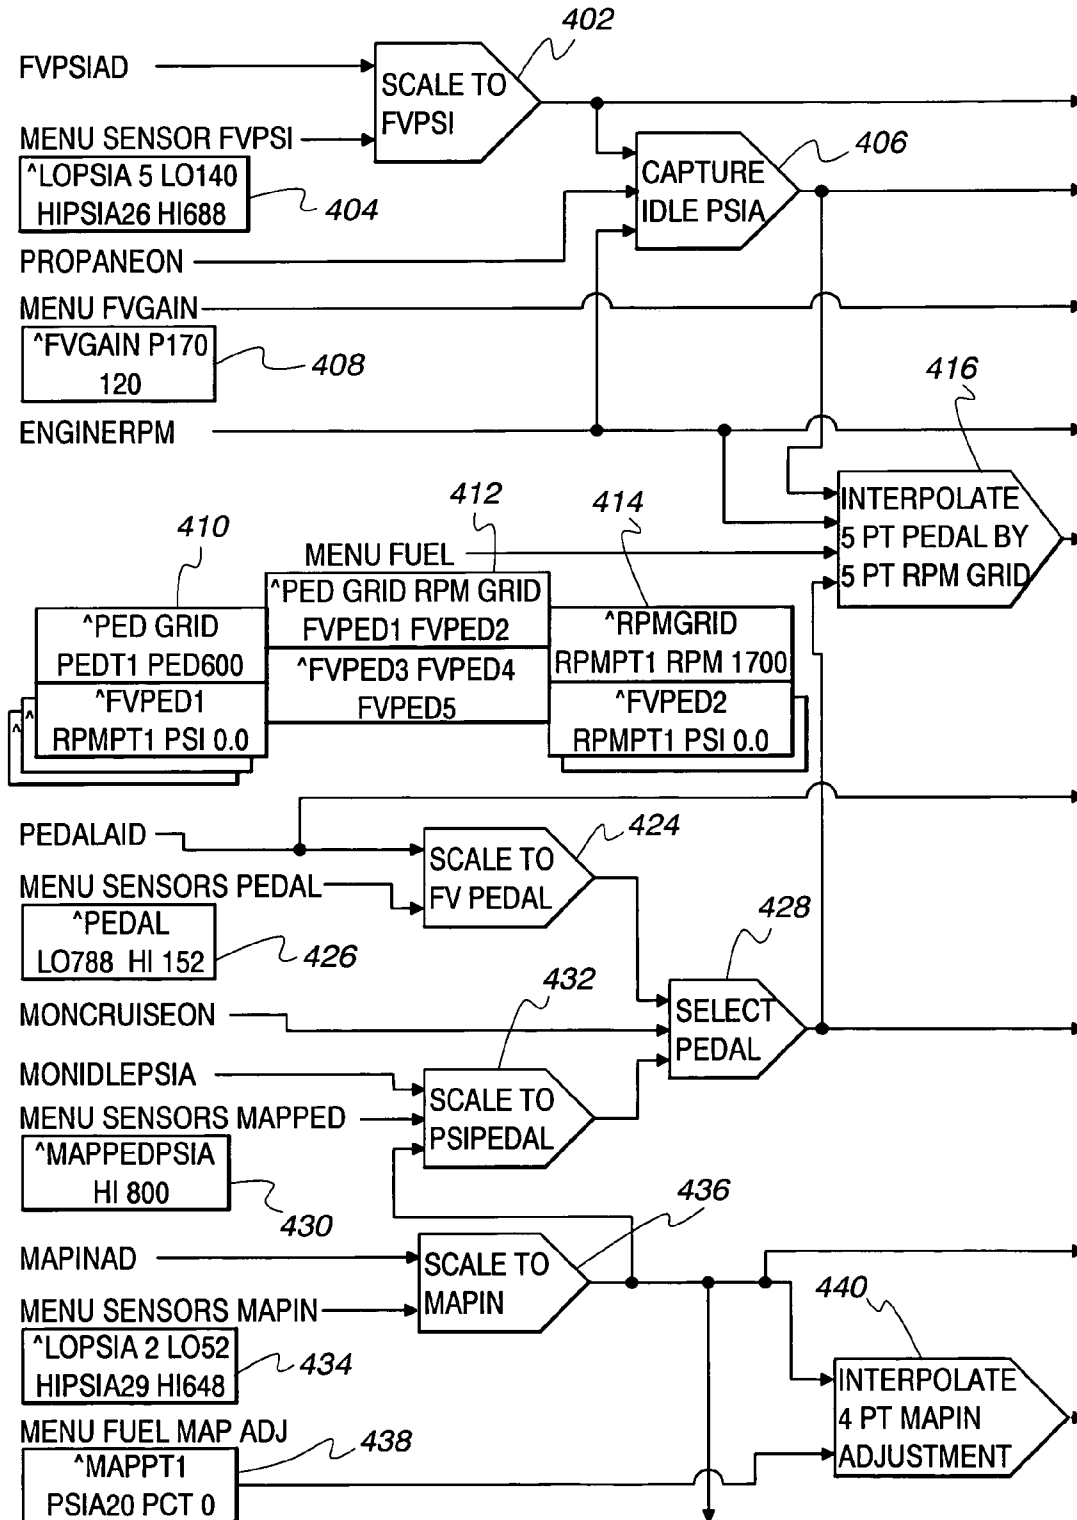 402
FVPSIAD
SCALE TO
FVPSI
MENU SENSOR FVPSI
^LOPSIA 5 LO140
HIPSIA26 HI688
404
406
CAPTURE
IDLE PSIA
PROPANEON
MENU FVGAIN
^FVGAIN P170
120
408
416
ENGINERPM
INTERPOLATE
5 PT PEDAL BY
5 PT RPM GRID
410
412
414
MENU FUEL
^PED GRID RPM GRID
FVPED1 FVPED2
^FVPED3 FVPED4
FVPED5
^PED GRID
PEDT1 PED600
^FVPED1
RPMPT1 PSI 0.0
^
^
^RPMGRID
RPMPT1 RPM 1700
^FVPED2
RPMPT1 PSI 0.0
PEDALAID
424
SCALE TO
FV PEDAL
MENU SENSORS PEDAL
^PEDAL
LO788 HI 152
426
428
SELECT
PEDAL
MONCRUISEON
432
MONIDLEPSIA
SCALE TO
PSIPEDAL
MENU SENSORS MAPPED
^MAPPEDPSIA
HI 800
430
436
MAPINAD
SCALE TO
MAPIN
MENU SENSORS MAPIN
^LOPSIA 2 LO52
HIPSIA29 HI648
434
440
INTERPOLATE
4 PT MAPIN
ADJUSTMENT
MENU FUEL MAP ADJ
438
^MAPPT1
PSIA20 PCT 0